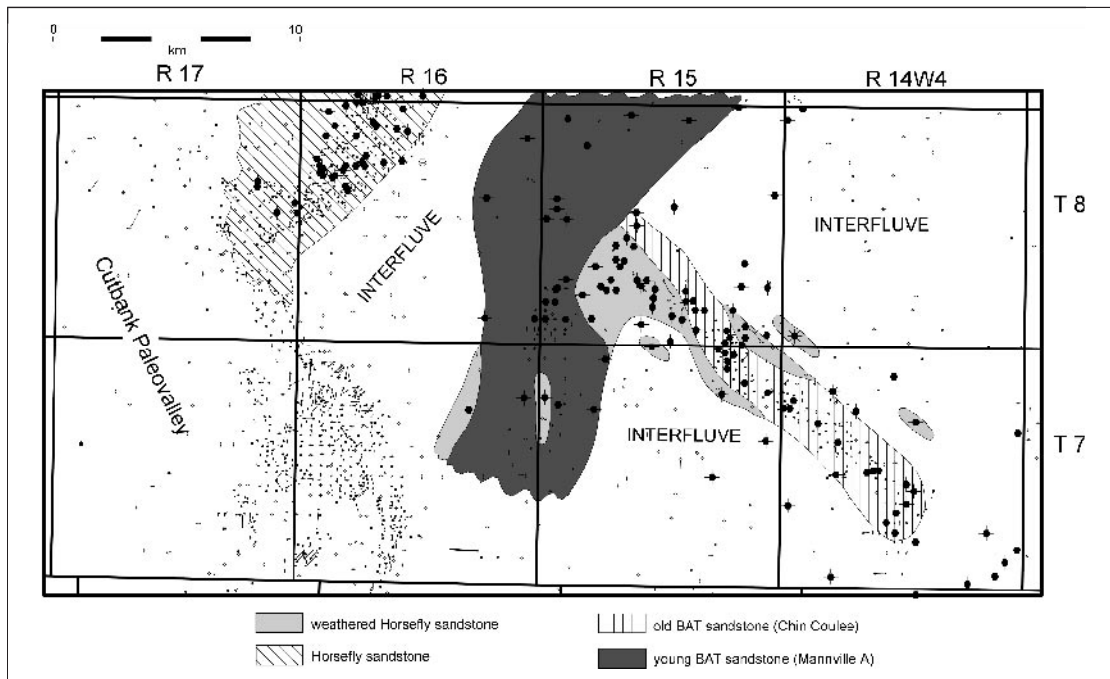 0 10
km
R 17 R 16 R 15 R 14W4
T 8
INTERFLUVE
INTERFLUVE
Cutbank Paleovalley
INTERFLUVE
T 7
weathered Horsefly sandstone
old BAT sandstone (Chin Coulee)
Horsefly sandstone
young BAT sandstone (Mannville A)